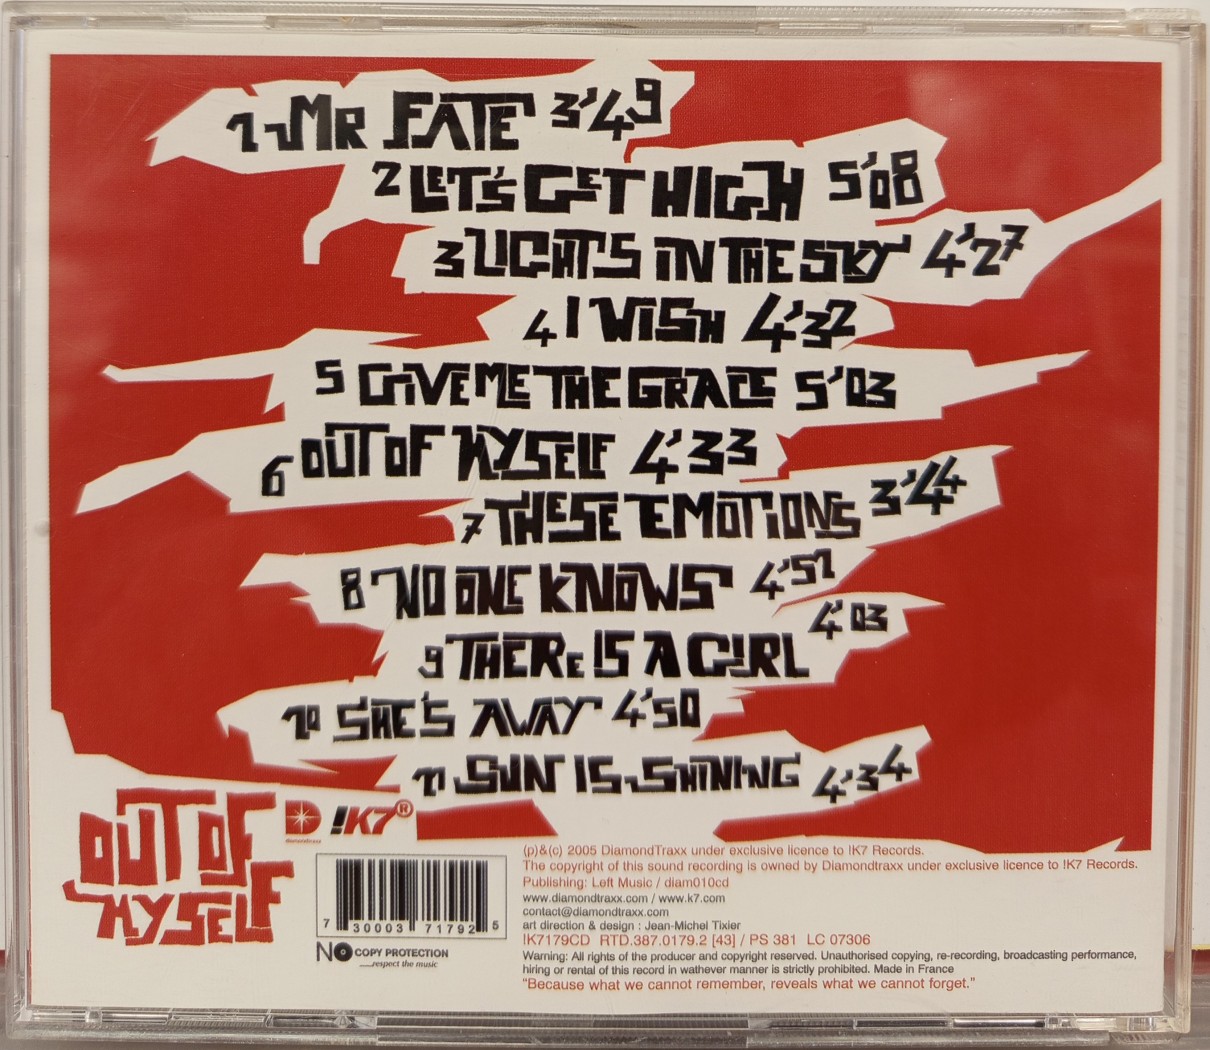 1 MR FATE 3'49
2 LET'S GET HIGH 5'08
3 LIGHTS IN THE SKY 4'27
4 I WISH 4'32
5 GIVE ME THE GRACE 5'03
6 OUT OF MYSELF 4'33
7 THESE EMOTIONS 3'44
8 NO ONE KNOWS 4'51
9 THERE IS A GIRL 4'03
10 SHE'S AWAY 4'50
11 SUN IS SHINING 4'34
OUT OF
MYSELF
D !K7®
diamondtraxx
7 30003 71792 5
NO COPY PROTECTION
....respect the music
(p)&(c) 2005 DiamondTraxx under exclusive licence to !K7 Records.
The copyright of this sound recording is owned by Diamondtraxx under exclusive licence to !K7 Records.
Publishing: Left Music / diam010cd
www.diamondtraxx.com / www.k7.com
contact@diamondtraxx.com
art direction & design : Jean-Michel Tixier
!K7179CD RTD.387.0179.2 [43] / PS 381 LC 07306
Warning: All rights of the producer and copyright reserved. Unauthorised copying, re-recording, broadcasting performance,
hiring or rental of this record in wathever manner is strictly prohibited. Made in France
"Because what we cannot remember, reveals what we cannot forget."